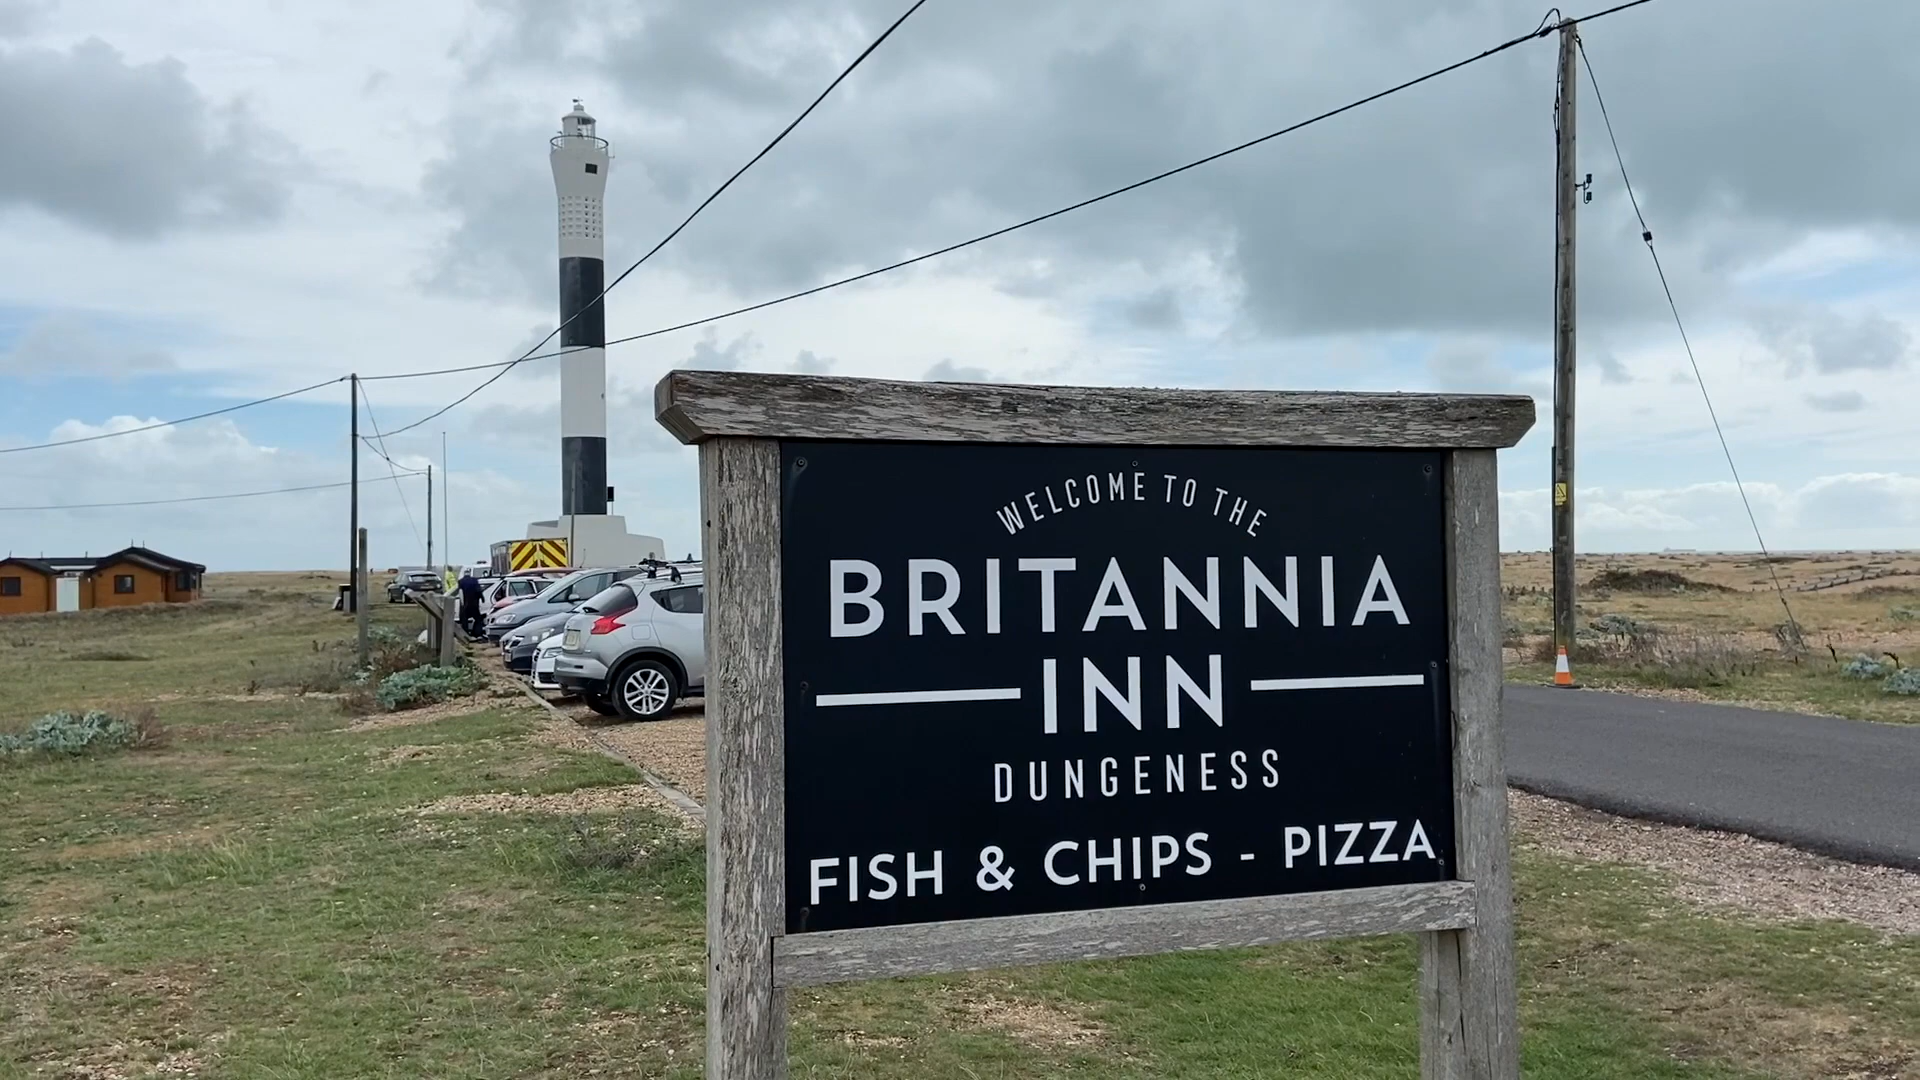 WELCOME TO THE
BRITANNIA
INN
DUNGENESS
FISH & CHIPS - PIZZA